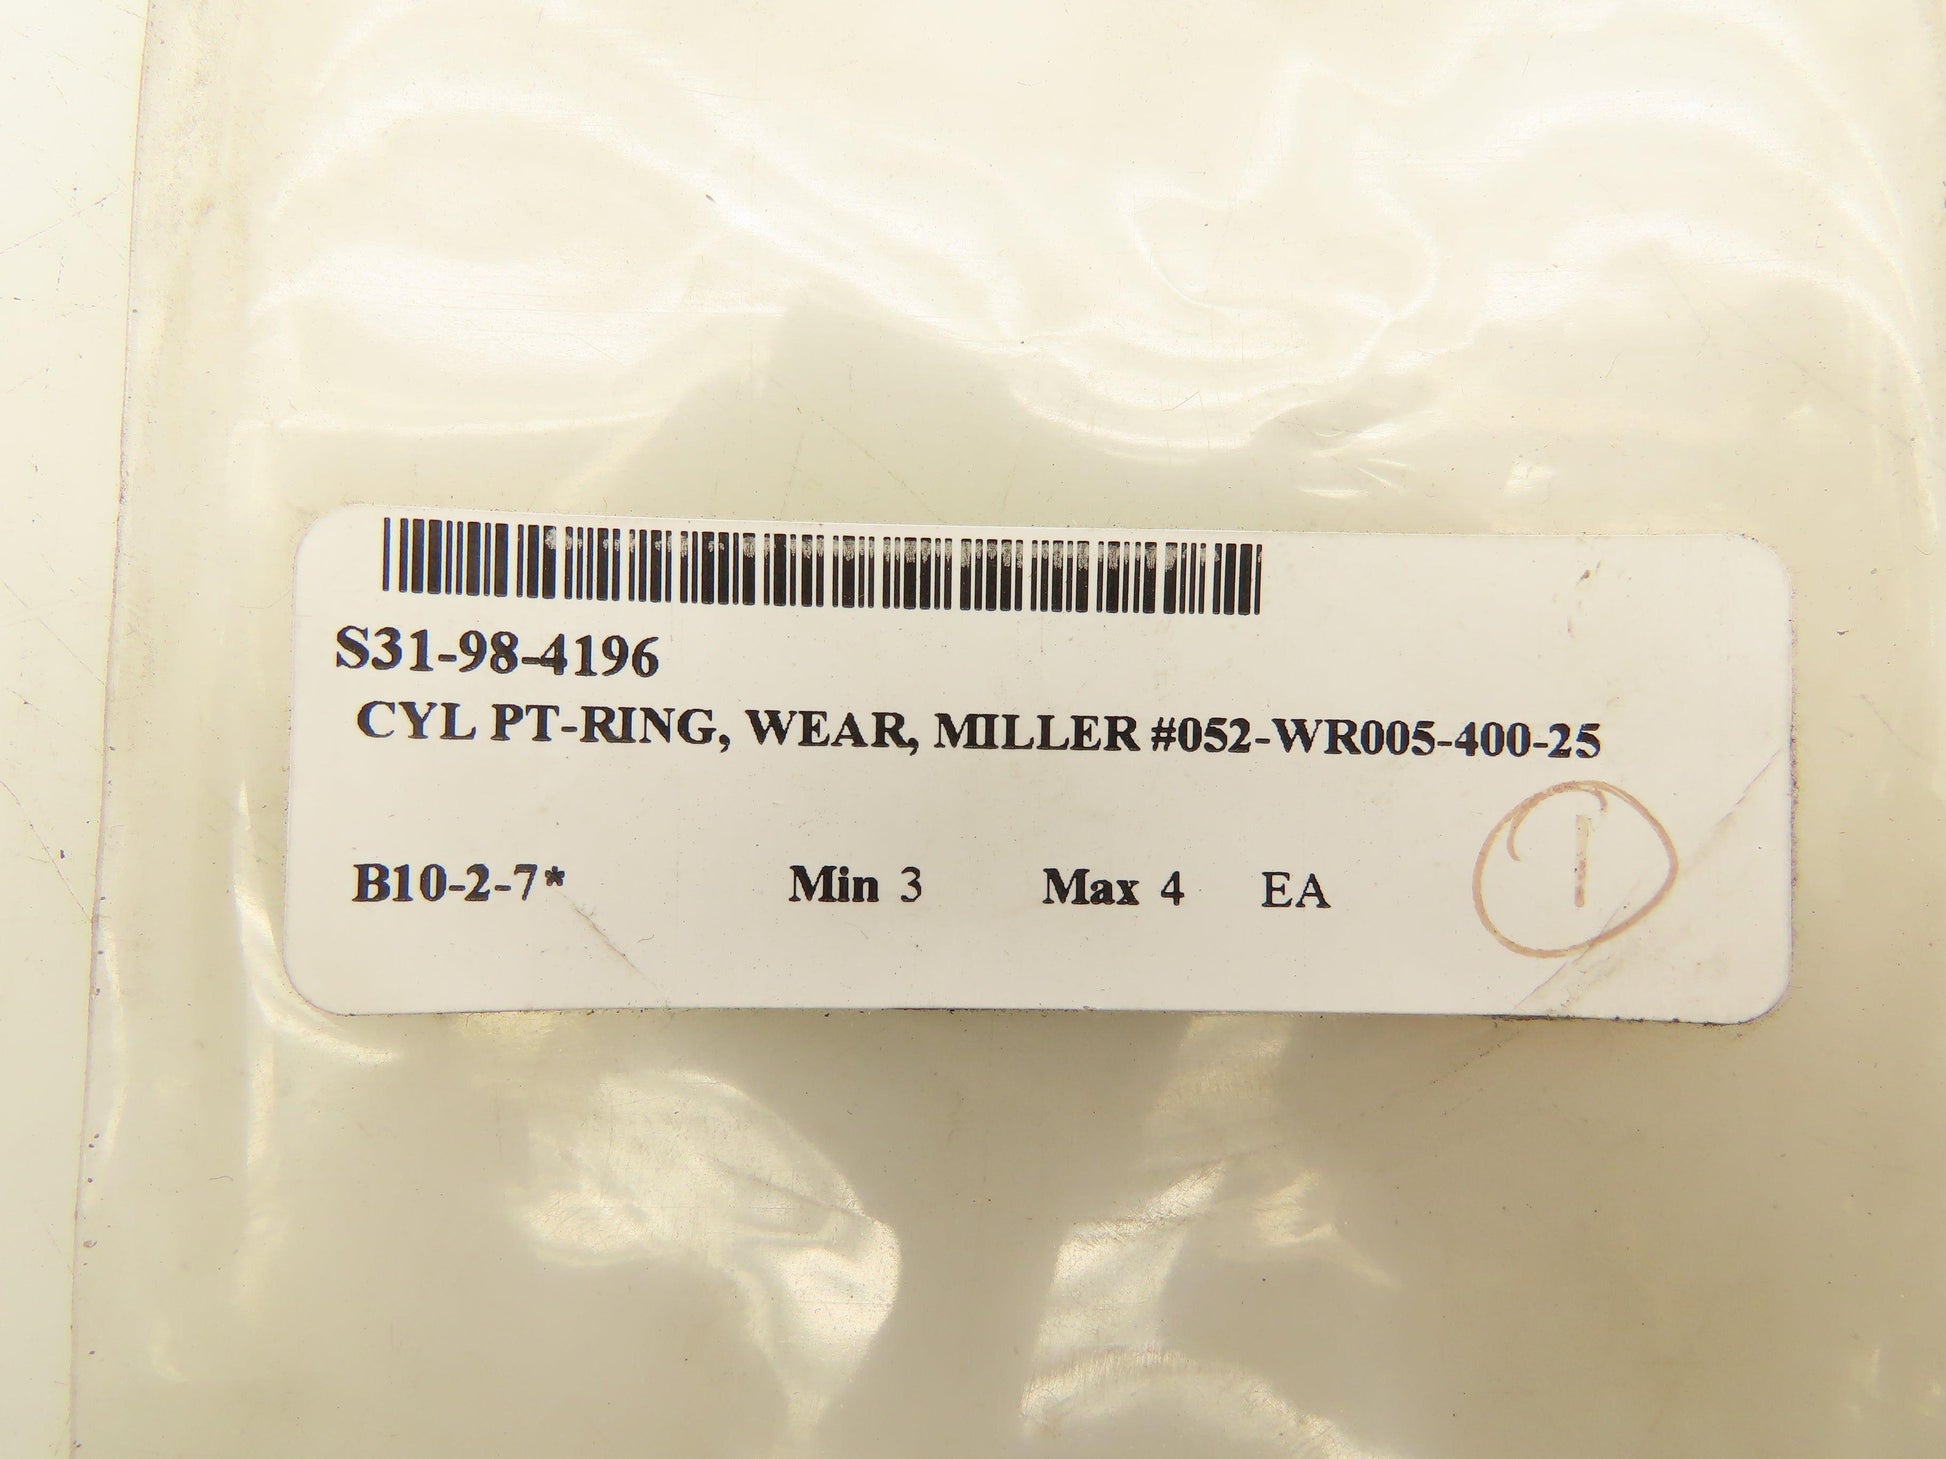 S31-98-4196
CYL PT-RING, WEAR, MILLER #052-WR005-400-25
B10-2-7* Min 3 Max 4 EA
1